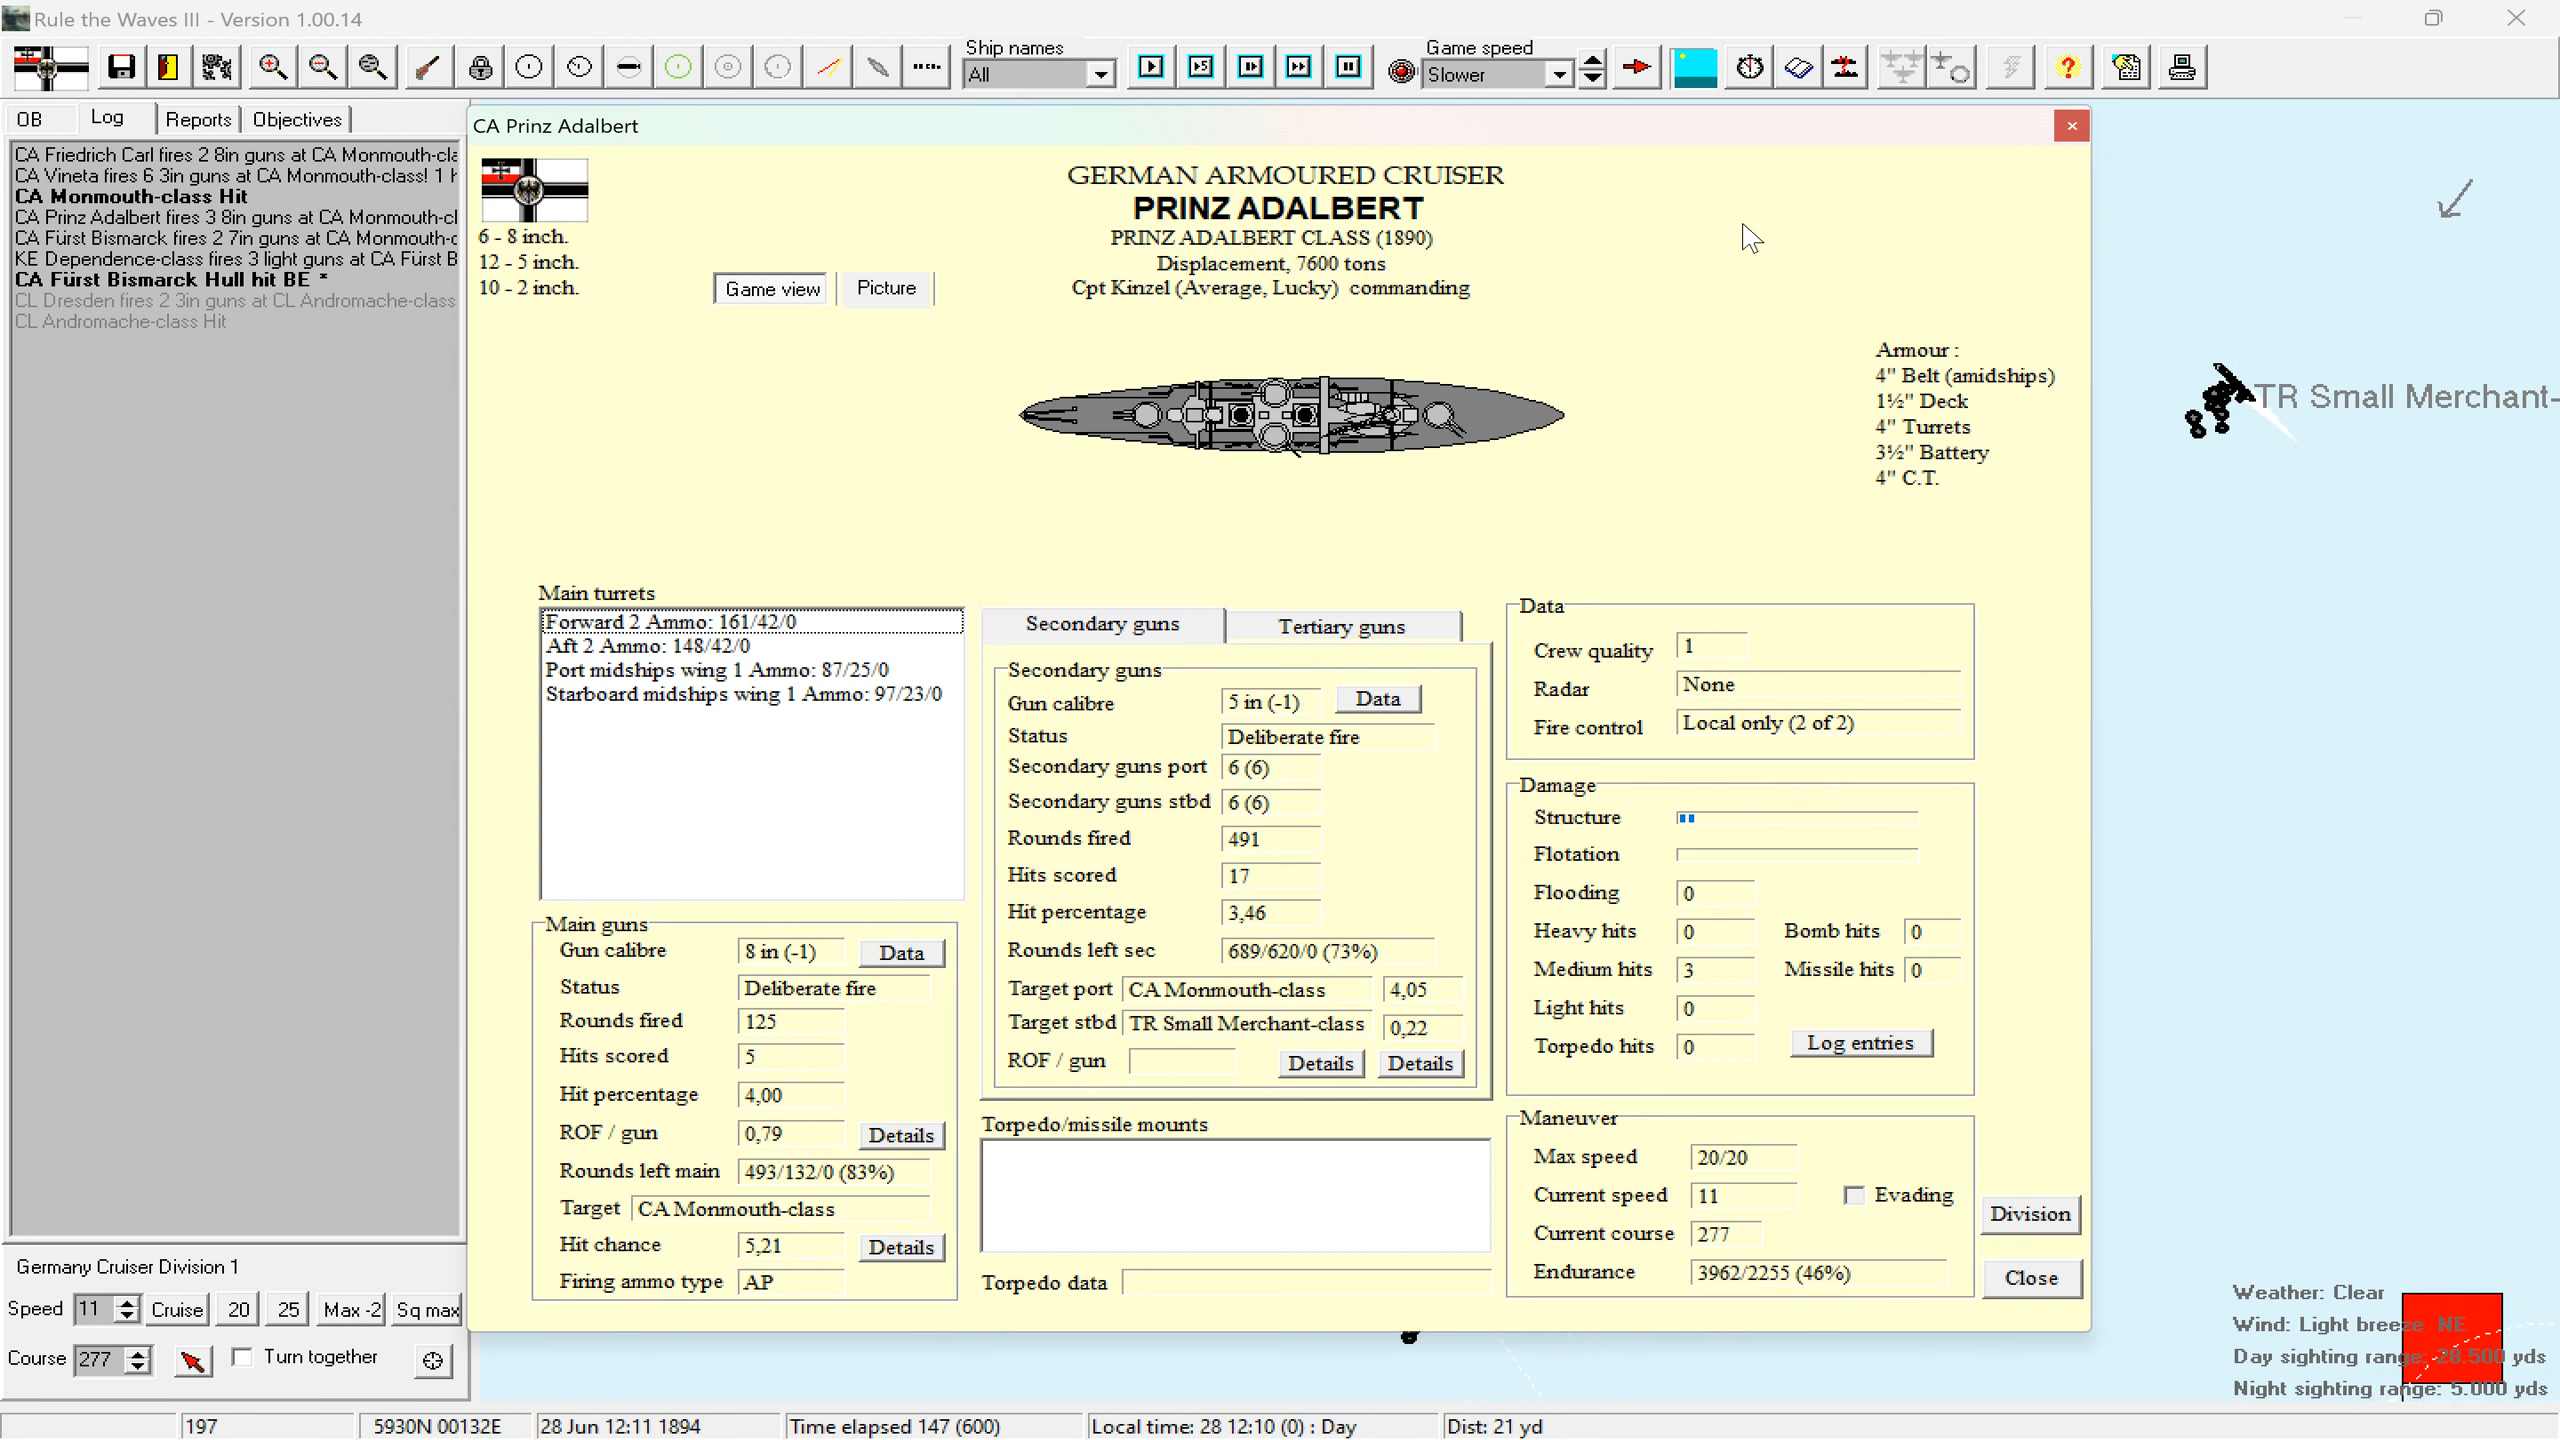 Rule the Waves III - Version 1.00.14
Ship names
All
Game speed
Slower
OB
Log
Reports
Objectives
CA Friedrich Carl fires 2 8in guns at CA Monmouth-cla
CA Vineta fires 6 3in guns at CA Monmouth-class! 1 h
CA Monmouth-class Hit
CA Prinz Adalbert fires 3 8in guns at CA Monmouth-cl
CA Fürst Bismarck fires 2 7in guns at CA Monmouth-c
KE Dependence-class fires 3 light guns at CA Fürst B
CA Fürst Bismarck Hull hit BE *
CL Dresden fires 2 3in guns at CL Andromache-class
CL Andromache-class Hit
CA Prinz Adalbert
6 - 8 inch.
12 - 5 inch.
10 - 2 inch.
Game view
Picture
GERMAN ARMOURED CRUISER
PRINZ ADALBERT
PRINZ ADALBERT CLASS (1890)
Displacement, 7600 tons
Cpt Kinzel (Average, Lucky) commanding
Armour :
4" Belt (amidships)
1½" Deck
4" Turrets
3½" Battery
4" C.T.
Main turrets
Forward 2 Ammo: 161/42/0
Aft 2 Ammo: 148/42/0
Port midships wing 1 Ammo: 87/25/0
Starboard midships wing 1 Ammo: 97/23/0
Main guns
Gun calibre 8 in (-1) Data
Status Deliberate fire
Rounds fired 125
Hits scored 5
Hit percentage 4,00
ROF / gun 0,79 Details
Rounds left main 493/132/0 (83%)
Target CA Monmouth-class
Hit chance 5,21 Details
Firing ammo type AP
Secondary guns
Tertiary guns
Secondary guns
Gun calibre 5 in (-1) Data
Status Deliberate fire
Secondary guns port 6 (6)
Secondary guns stbd 6 (6)
Rounds fired 491
Hits scored 17
Hit percentage 3,46
Rounds left sec 689/620/0 (73%)
Target port CA Monmouth-class 4,05
Target stbd TR Small Merchant-class 0,22
ROF / gun Details Details
Torpedo/missile mounts
Torpedo data
Data
Crew quality 1
Radar None
Fire control Local only (2 of 2)
Damage
Structure
Flotation
Flooding 0
Heavy hits 0 Bomb hits 0
Medium hits 3 Missile hits 0
Light hits 0
Torpedo hits 0 Log entries
Maneuver
Max speed 20/20
Current speed 11 Evading
Current course 277
Endurance 3962/2255 (46%)
Division
Close
TR Small Merchant-
Germany Cruiser Division 1
Speed 11 Cruise 20 25 Max -2 Sq max
Course 277 Turn together
Weather: Clear
Wind: Light breeze NE
Day sighting range: 28.500 yds
Night sighting range: 5.000 yds
197
5930N 00132E
28 Jun 12:11 1894
Time elapsed 147 (600)
Local time: 28 12:10 (0) : Day
Dist: 21 yd